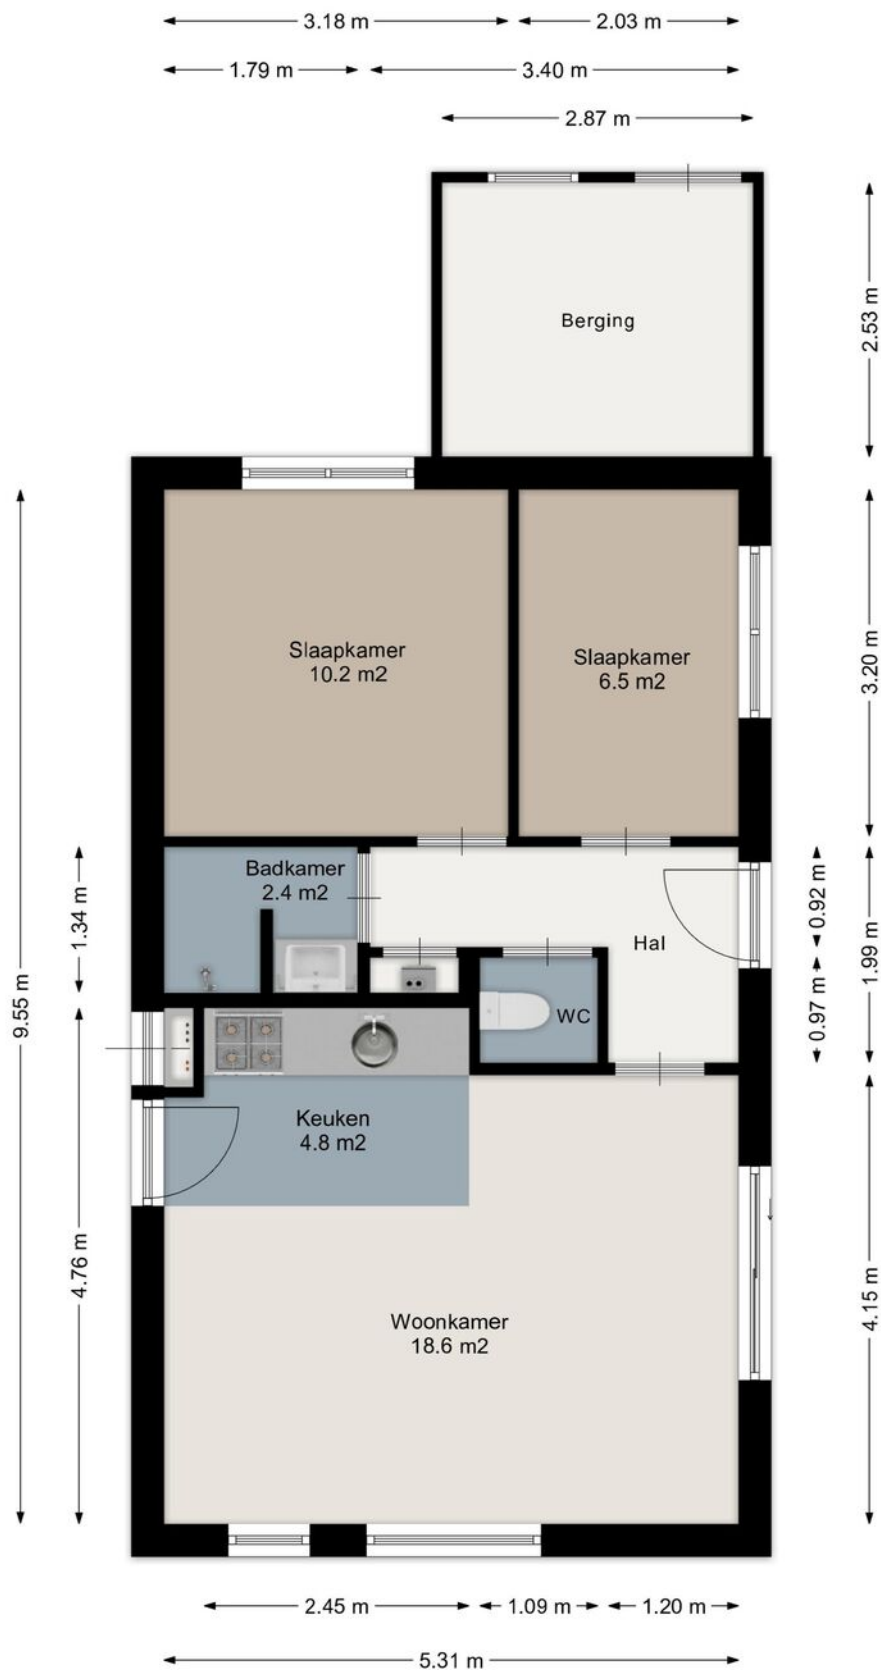 3.18 m
2.03 m
1.79 m
3.40 m
2.87 m
2.53 m
Berging
Slaapkamer
10.2 m2
Slaapkamer
6.5 m2
3.20 m
9.55 m
1.34 m
Badkamer
2.4 m2
Hal
0.92 m
1.99 m
0.97 m
WC
Keuken
4.8 m2
4.76 m
4.15 m
Woonkamer
18.6 m2
2.45 m
1.09 m
1.20 m
5.31 m